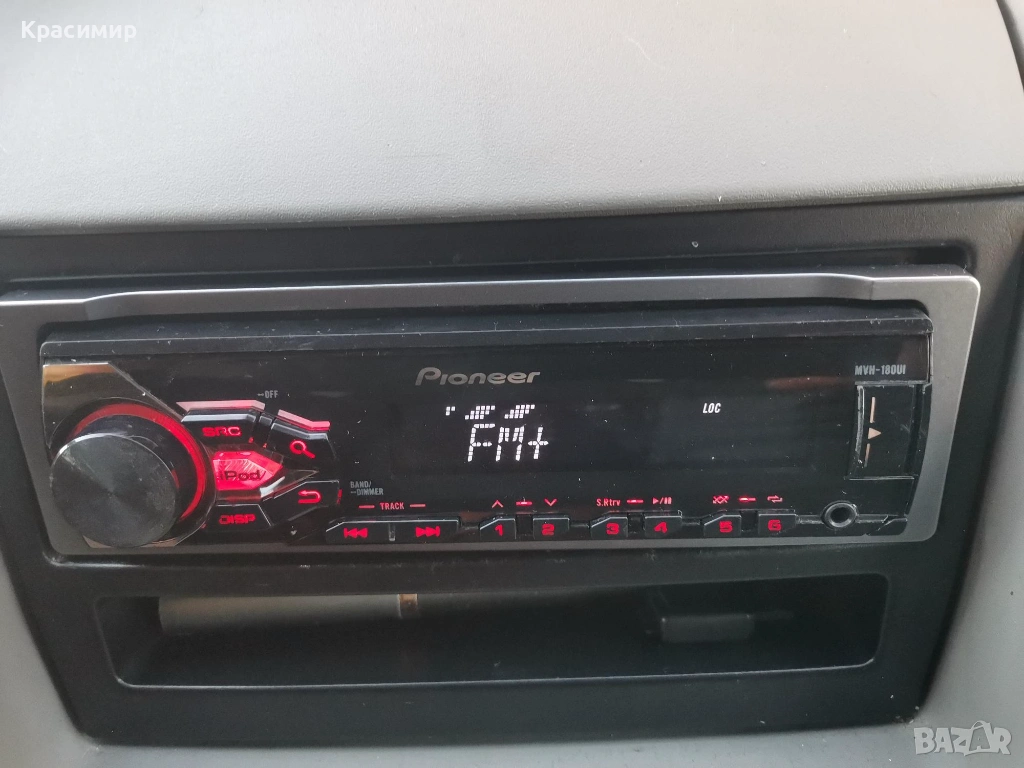 Красимир
Pioneer
MVH-180UI
LOC
FM+
OFF
SRC
iPod
DISP
BAND/
DIMMER
TRACK
S.Rtrv
1 2 3 4 5 6
BAZAR